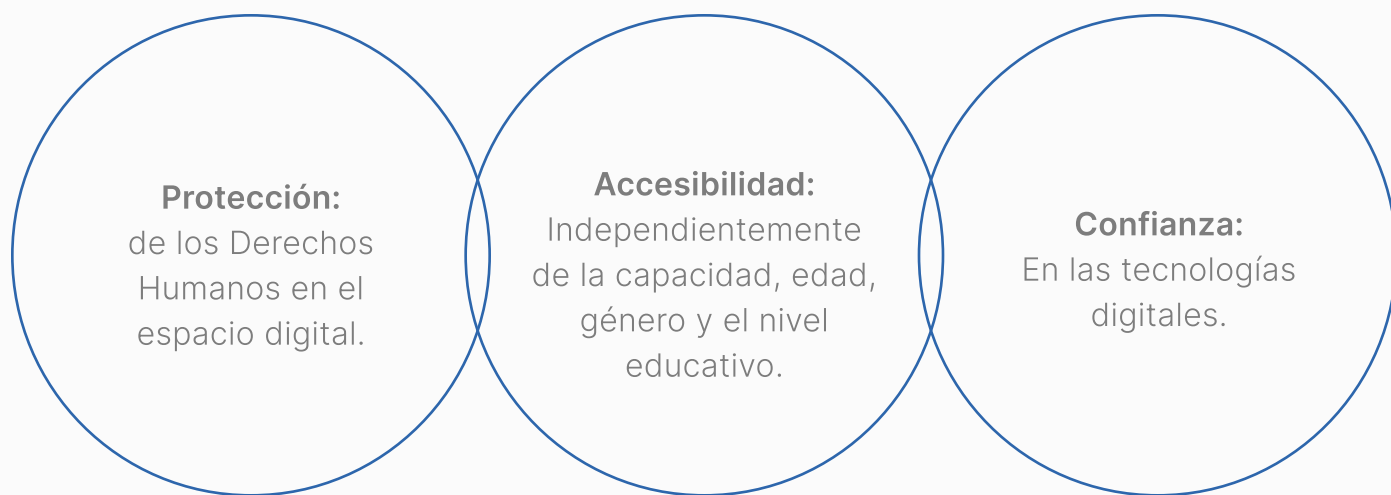 Protección:
de los Derechos
Humanos en el
espacio digital.
Accesibilidad:
Independientemente
de la capacidad, edad,
género y el nivel
educativo.
Confianza:
En las tecnologías
digitales.